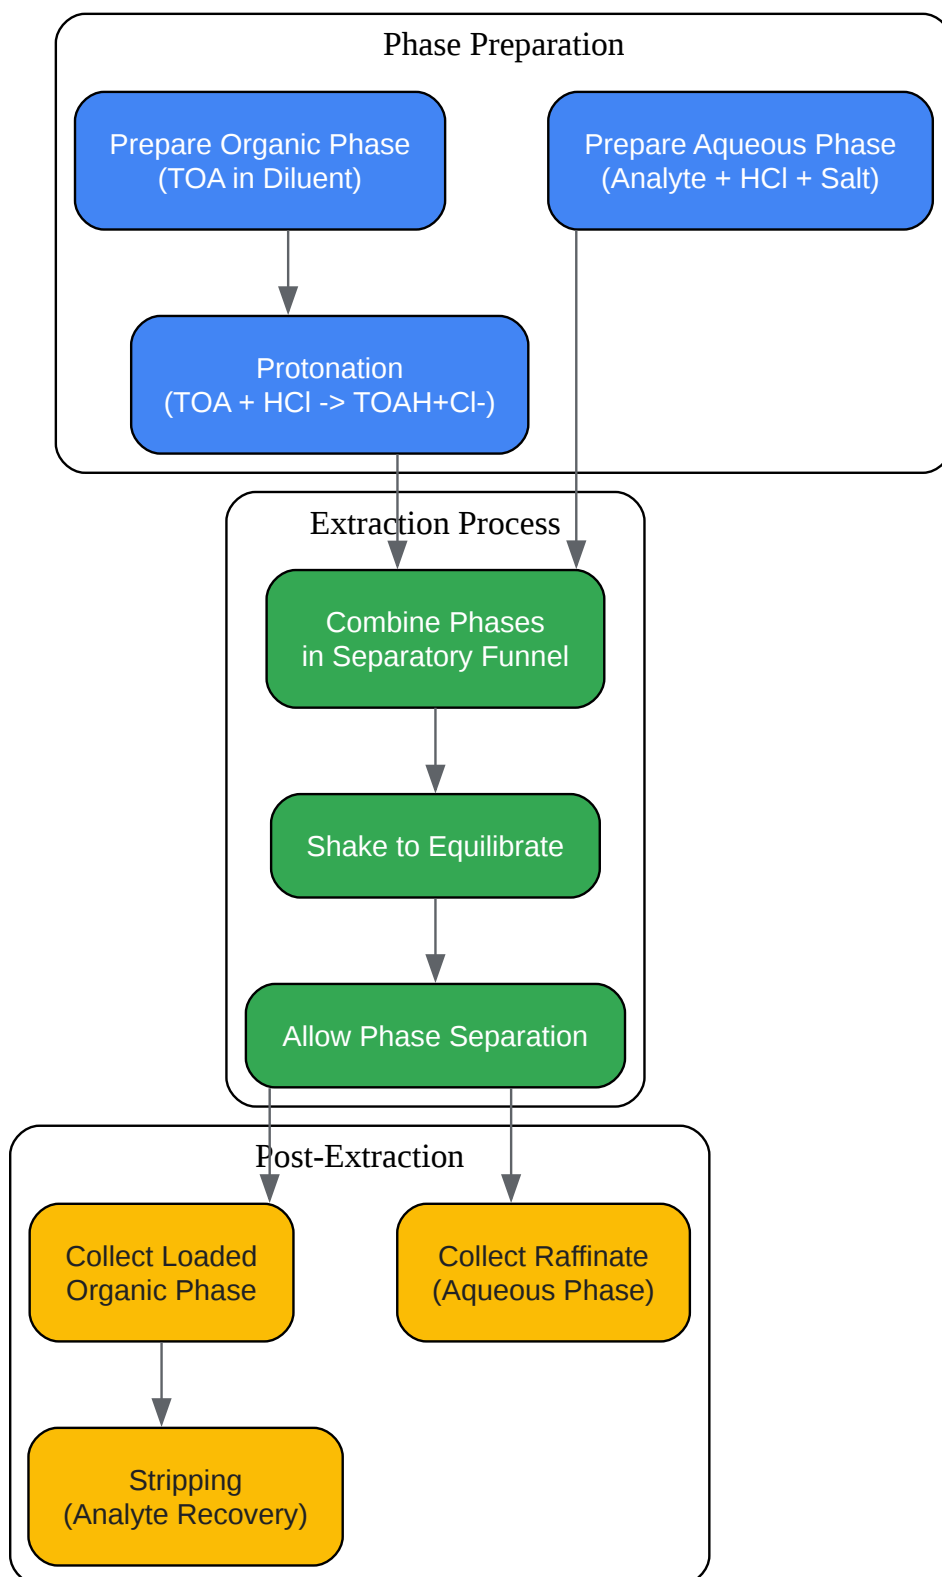 Phase Preparation
Prepare Organic Phase
(TOA in Diluent)
Prepare Aqueous Phase
(Analyte + HCl + Salt)
Protonation
(TOA + HCl -> TOAH+Cl-)
Extraction Process
Combine Phases
in Separatory Funnel
Shake to Equilibrate
Allow Phase Separation
Post-Extraction
Collect Loaded
Organic Phase
Collect Raffinate
(Aqueous Phase)
Stripping
(Analyte Recovery)